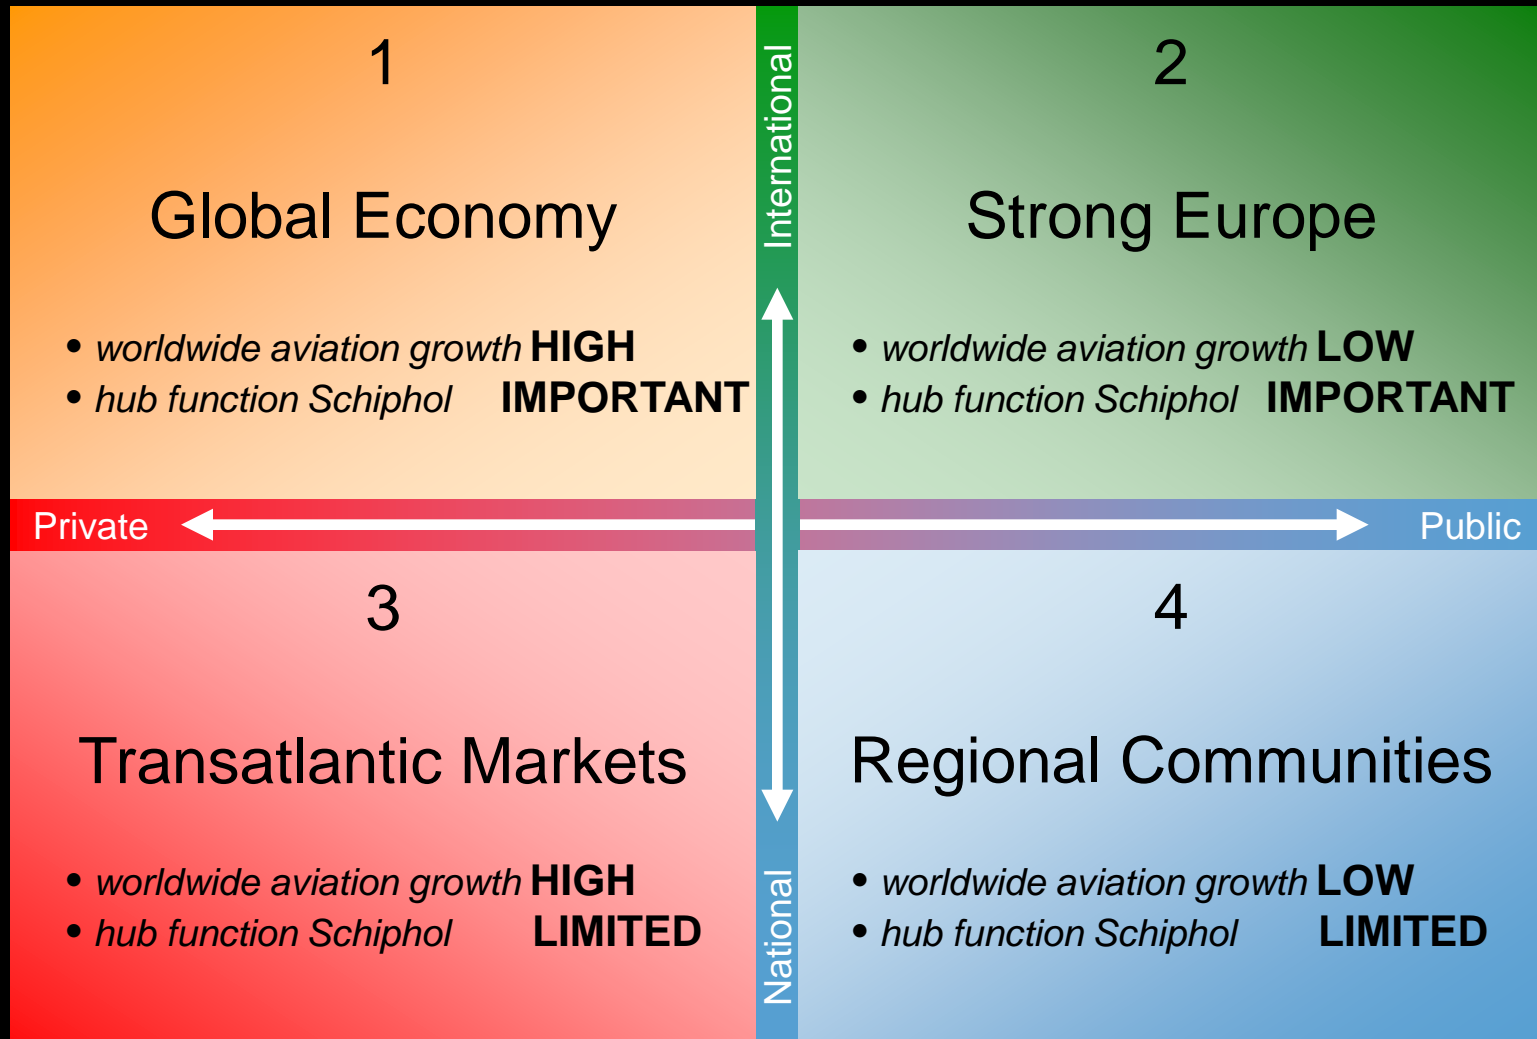 1
Global Economy
• worldwide aviation growth HIGH
• hub function Schiphol IMPORTANT
International
2
Strong Europe
• worldwide aviation growth LOW
• hub function Schiphol IMPORTANT
Private
Public
3
Transatlantic Markets
• worldwide aviation growth HIGH
• hub function Schiphol LIMITED
National
4
Regional Communities
• worldwide aviation growth LOW
• hub function Schiphol LIMITED